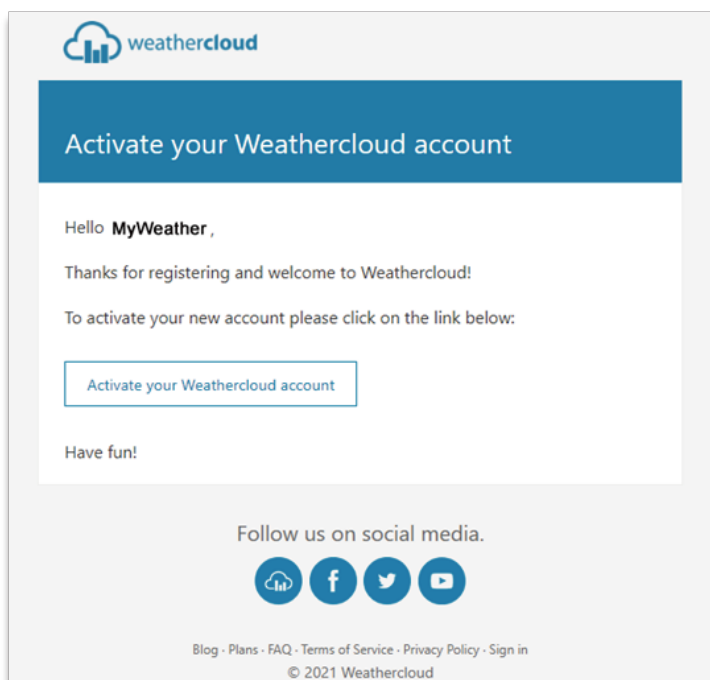 weathercloud
Activate your Weathercloud account
Hello MyWeather ,
Thanks for registering and welcome to Weathercloud!
To activate your new account please click on the link below:
Activate your Weathercloud account
Have fun!
Follow us on social media.
Blog · Plans · FAQ · Terms of Service · Privacy Policy · Sign in
© 2021 Weathercloud